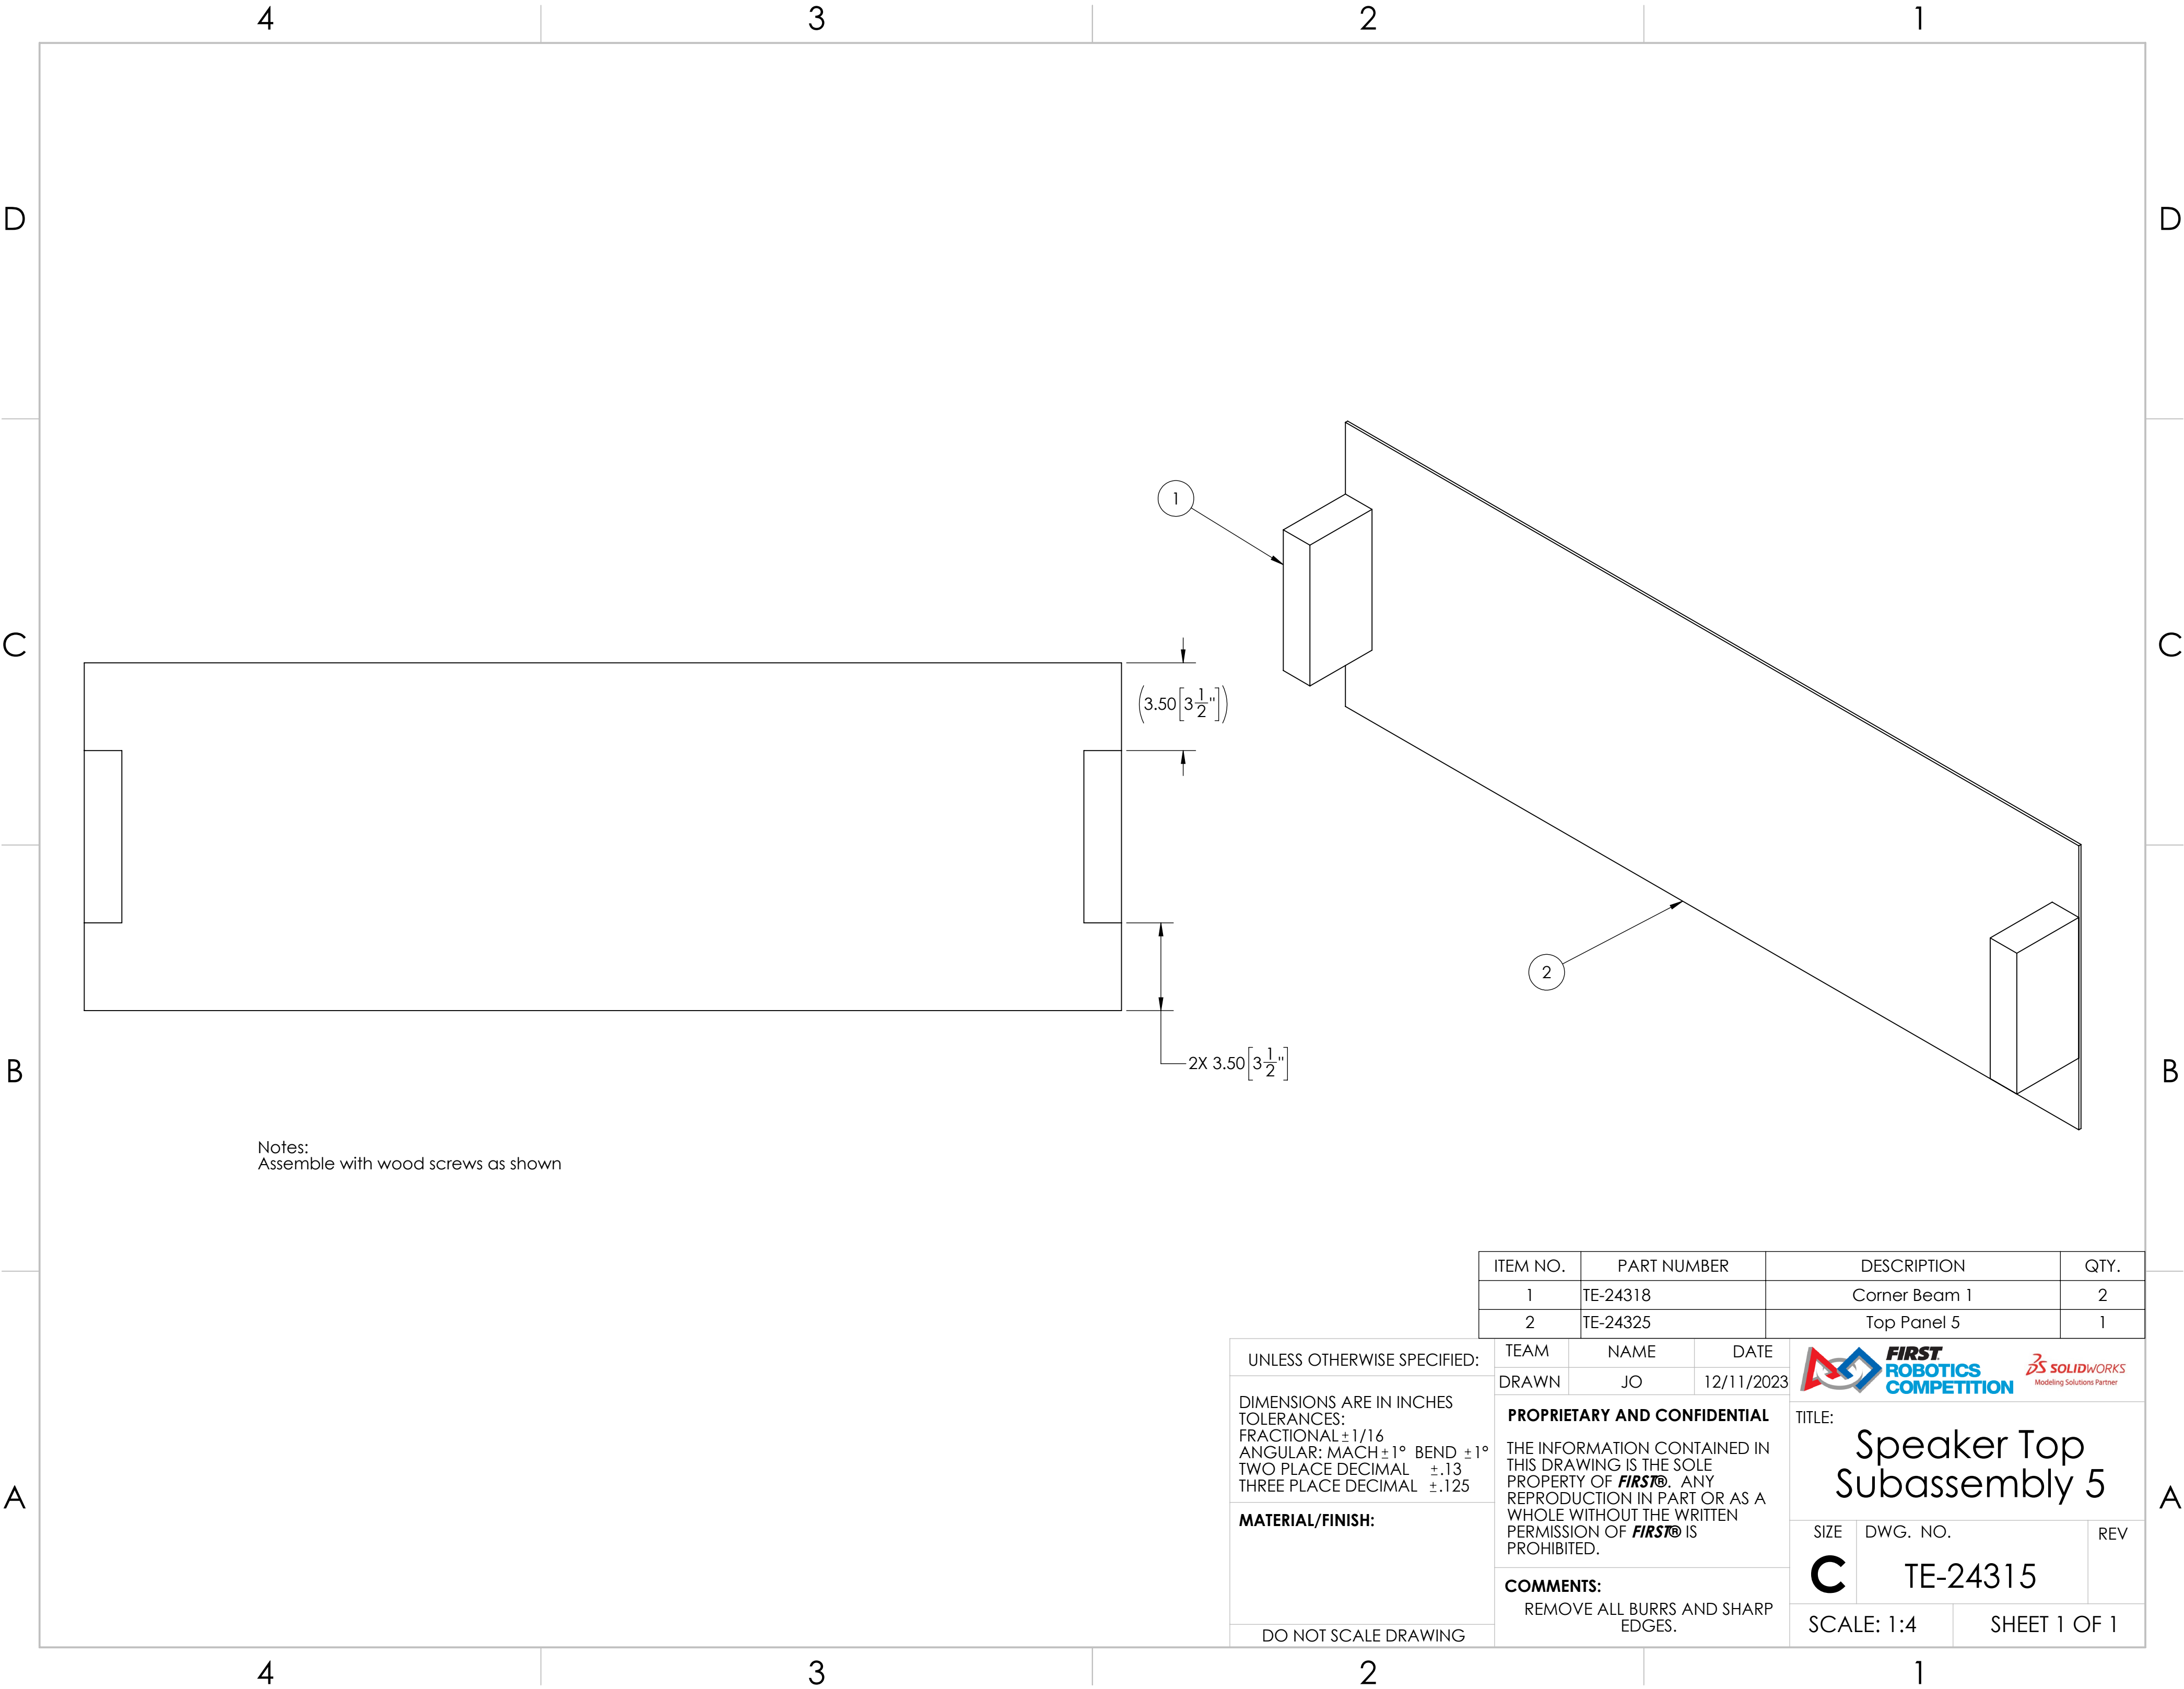 4 3 2 1
D D
1
C C
(3.50[3 1/2"])
2
B B
2X 3.50[3 1/2"]
Notes:
Assemble with wood screws as shown
ITEM NO. PART NUMBER DESCRIPTION QTY.
1 TE-24318 Corner Beam 1 2
2 TE-24325 Top Panel 5 1
UNLESS OTHERWISE SPECIFIED:
DIMENSIONS ARE IN INCHES
TOLERANCES:
FRACTIONAL±1/16
ANGULAR: MACH±1° BEND ±1°
TWO PLACE DECIMAL ±.13
THREE PLACE DECIMAL ±.125
MATERIAL/FINISH:
DO NOT SCALE DRAWING
TEAM NAME DATE
DRAWN JO 12/11/2023
PROPRIETARY AND CONFIDENTIAL
THE INFORMATION CONTAINED IN
THIS DRAWING IS THE SOLE
PROPERTY OF FIRST®. ANY
REPRODUCTION IN PART OR AS A
WHOLE WITHOUT THE WRITTEN
PERMISSION OF FIRST® IS
PROHIBITED.
COMMENTS:
REMOVE ALL BURRS AND SHARP
EDGES.
FIRST
ROBOTICS
COMPETITION
SOLIDWORKS
Modeling Solutions Partner
TITLE:
Speaker Top
Subassembly 5
SIZE DWG. NO. REV
C TE-24315
SCALE: 1:4 SHEET 1 OF 1
A A
4 3 2 1